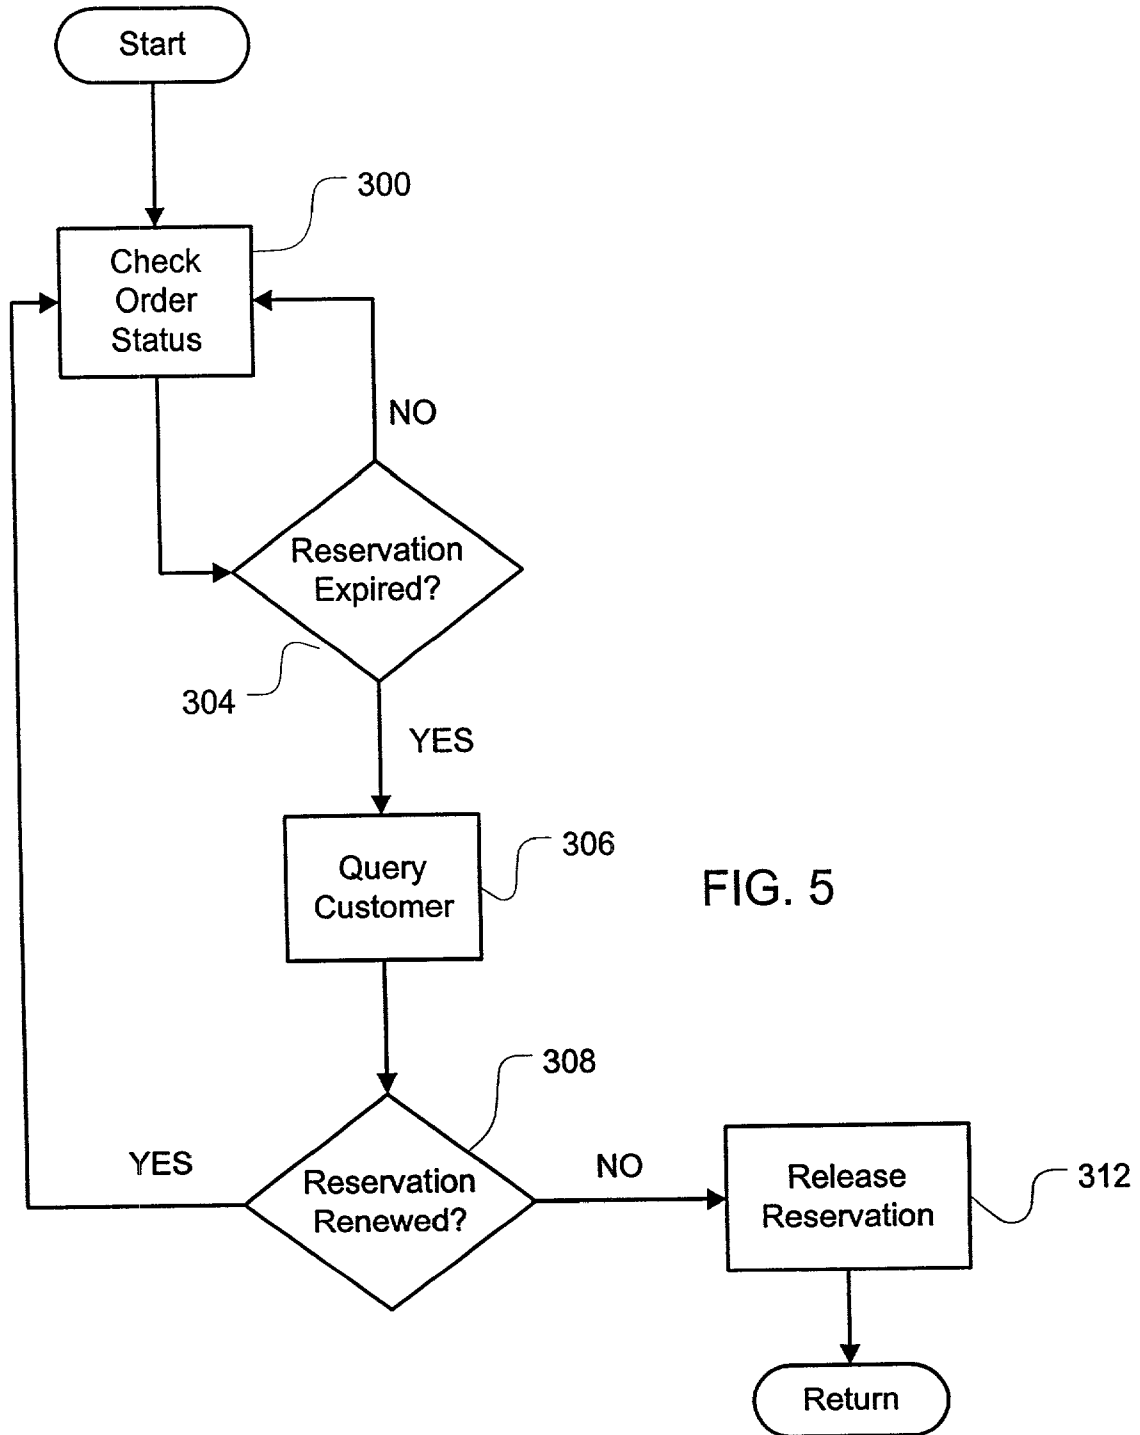 Start
300
Check
Order
Status
NO
Reservation
Expired?
304
YES
306
Query
Customer
FIG. 5
308
YES
NO
Reservation
Renewed?
Release
Reservation
312
Return